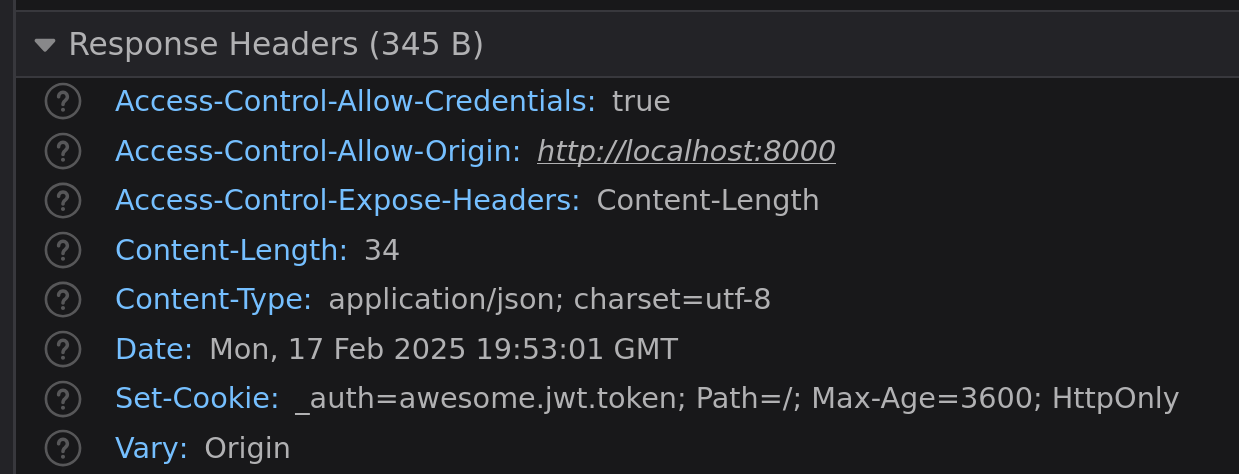 Response Headers (345 B)
Access-Control-Allow-Credentials: true
Access-Control-Allow-Origin: http://localhost:8000
Access-Control-Expose-Headers: Content-Length
Content-Length: 34
Content-Type: application/json; charset=utf-8
Date: Mon, 17 Feb 2025 19:53:01 GMT
Set-Cookie: _auth=awesome.jwt.token; Path=/; Max-Age=3600; HttpOnly
Vary: Origin